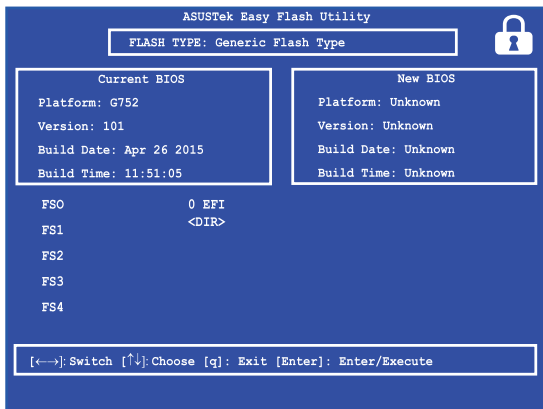 ASUSTek Easy Flash Utility
FLASH TYPE: Generic Flash Type
Current BIOS
Platform: G752
Version: 101
Build Date: Apr 26 2015
Build Time: 11:51:05
New BIOS
Platform: Unknown
Version: Unknown
Build Date: Unknown
Build Time: Unknown
FSO 0 EFI
<DIR>
FS1
FS2
FS3
FS4
[←→]: Switch [↑↓]: Choose [q]: Exit [Enter]: Enter/Execute